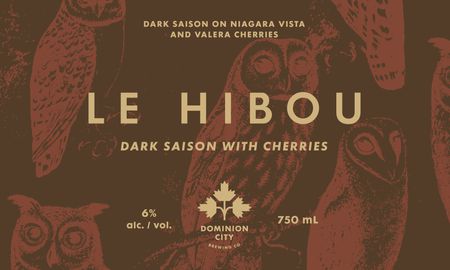 DARK SAISON ON NIAGARA VISTA
AND VALERA CHERRIES
LE HIBOU
DARK SAISON WITH CHERRIES
6%
alc. / vol.
DOMINION
CITY
BREWING CO.
750 mL